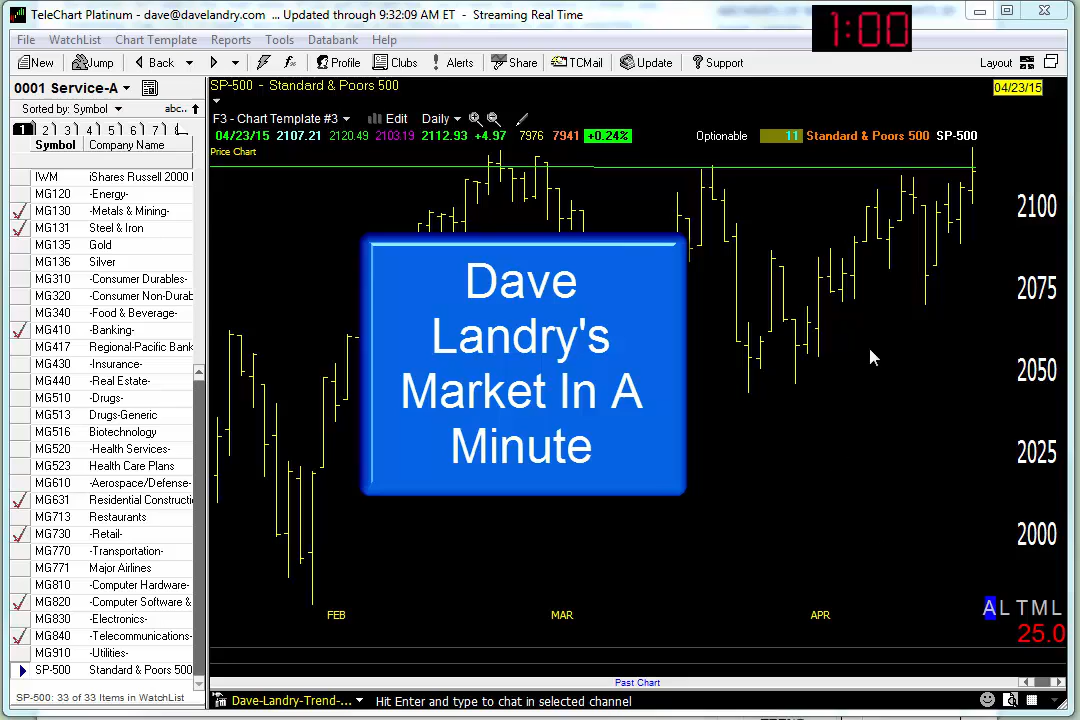 TeleChart Platinum - dave@davelandry.com ... Updated through 9:32:09 AM ET - Streaming Real Time
1:00
File WatchList Chart Template Reports Tools Databank Help
New Jump Back Profile Clubs Alerts Share TCMail Update Support Layout
0001 Service-A
SP-500 - Standard & Poors 500
04/23/15
Sorted by: Symbol abc..
F3 - Chart Template #3 Edit Daily
1 2 3 4 5 6 7
04/23/15 2107.21 2120.49 2103.19 2112.93 +4.97 7976 7941 +0.24% Optionable 11 Standard & Poors 500 SP-500
Symbol Company Name
Price Chart
IWM iShares Russell 2000
MG120 -Energy-
MG130 -Metals & Mining-
MG131 Steel & Iron
MG135 Gold
MG136 Silver
MG310 -Consumer Durables-
MG320 -Consumer Non-Durab
MG340 -Food & Beverage-
MG410 -Banking-
MG417 Regional-Pacific Bank
MG430 -Insurance-
MG440 -Real Estate-
MG510 -Drugs-
MG513 Drugs-Generic
MG516 Biotechnology
MG520 -Health Services-
MG523 Health Care Plans
MG610 -Aerospace/Defense-
MG631 Residential Constructi
MG713 Restaurants
MG730 -Retail-
MG770 -Transportation-
MG771 Major Airlines
MG810 -Computer Hardware-
MG820 -Computer Software &
MG830 -Electronics-
MG840 -Telecommunications-
MG910 -Utilities-
SP-500 Standard & Poors 500
SP-500: 33 of 33 Items in WatchList
Dave
Landry's
Market In A
Minute
2100
2075
2050
2025
2000
FEB MAR APR
A L T M L
25.0
Past Chart
Dave-Landry-Trend-... Hit Enter and type to chat in selected channel